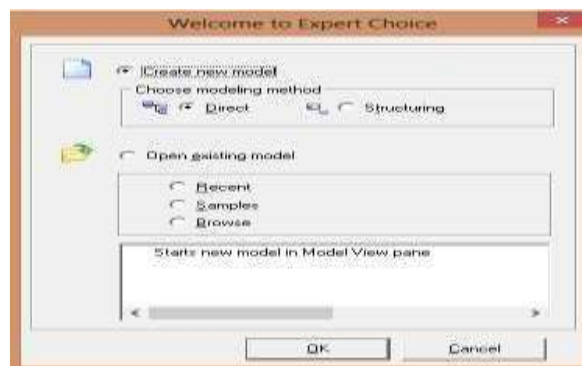 Welcome to Expert Choice
Create new model
Choose modeling method
Direct Structuring
Open existing model
Recent
Samples
Browse
Starts new model in Model View pane
OK Cancel